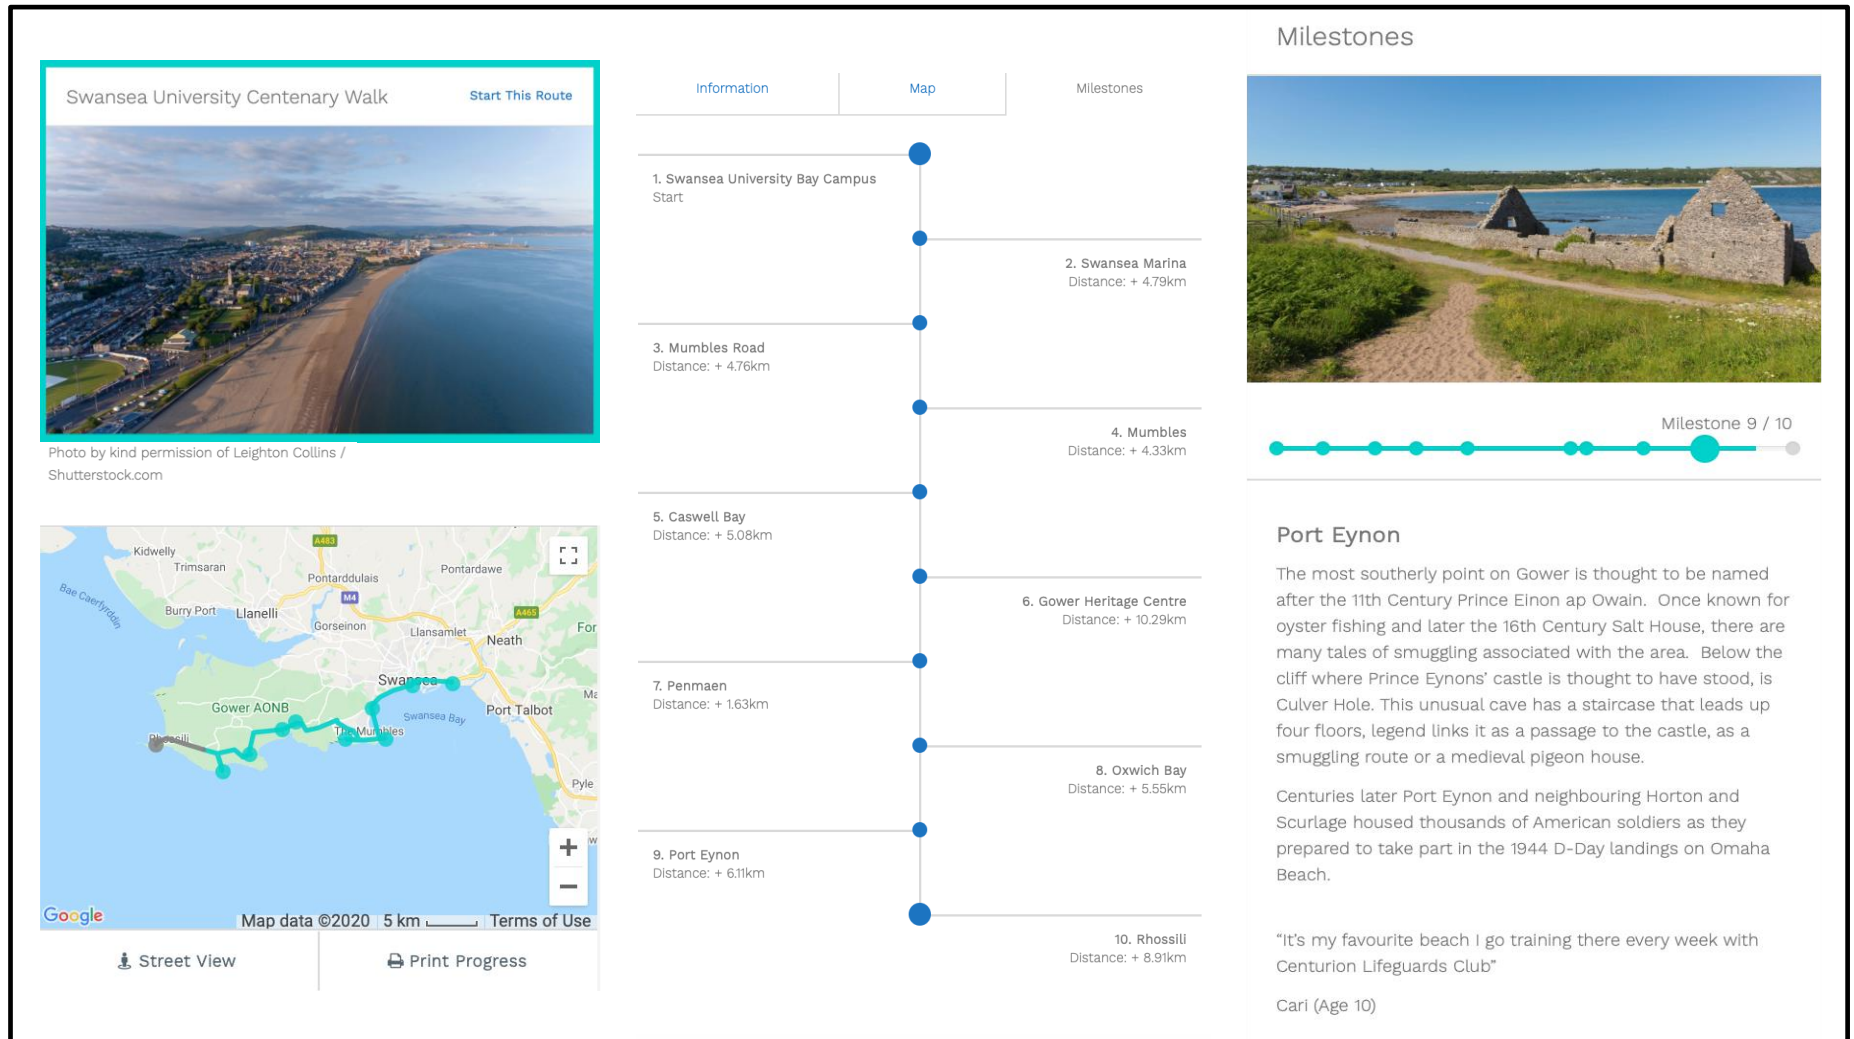 Swansea University Centenary Walk
Start This Route
Photo by kind permission of Leighton Collins /
Shutterstock.com
Kidwelly
Trimsaran
A483
Pontarddulais
Pontardawe
Bae Caerfyrddin
M4
Burry Port
Llanelli
A465
Gorseinon
Llansamlet
Neath
For
Swansea
Ma
Gower AONB
Swansea Bay
Port Talbot
Rhossili
The Mumbles
Pyle
w
+
−
Google
Map data ©2020
5 km
Terms of Use
Street View
Print Progress
Information
Map
Milestones
1. Swansea University Bay Campus
Start
2. Swansea Marina
Distance: + 4.79km
3. Mumbles Road
Distance: + 4.76km
4. Mumbles
Distance: + 4.33km
5. Caswell Bay
Distance: + 5.08km
6. Gower Heritage Centre
Distance: + 10.29km
7. Penmaen
Distance: + 1.63km
8. Oxwich Bay
Distance: + 5.55km
9. Port Eynon
Distance: + 6.11km
10. Rhossili
Distance: + 8.91km
Milestones
Milestone 9 / 10
Port Eynon
The most southerly point on Gower is thought to be named
after the 11th Century Prince Einon ap Owain. Once known for
oyster fishing and later the 16th Century Salt House, there are
many tales of smuggling associated with the area. Below the
cliff where Prince Eynons’ castle is thought to have stood, is
Culver Hole. This unusual cave has a staircase that leads up
four floors, legend links it as a passage to the castle, as a
smuggling route or a medieval pigeon house.
Centuries later Port Eynon and neighbouring Horton and
Scurlage housed thousands of American soldiers as they
prepared to take part in the 1944 D-Day landings on Omaha
Beach.
“It’s my favourite beach I go training there every week with
Centurion Lifeguards Club”
Cari (Age 10)